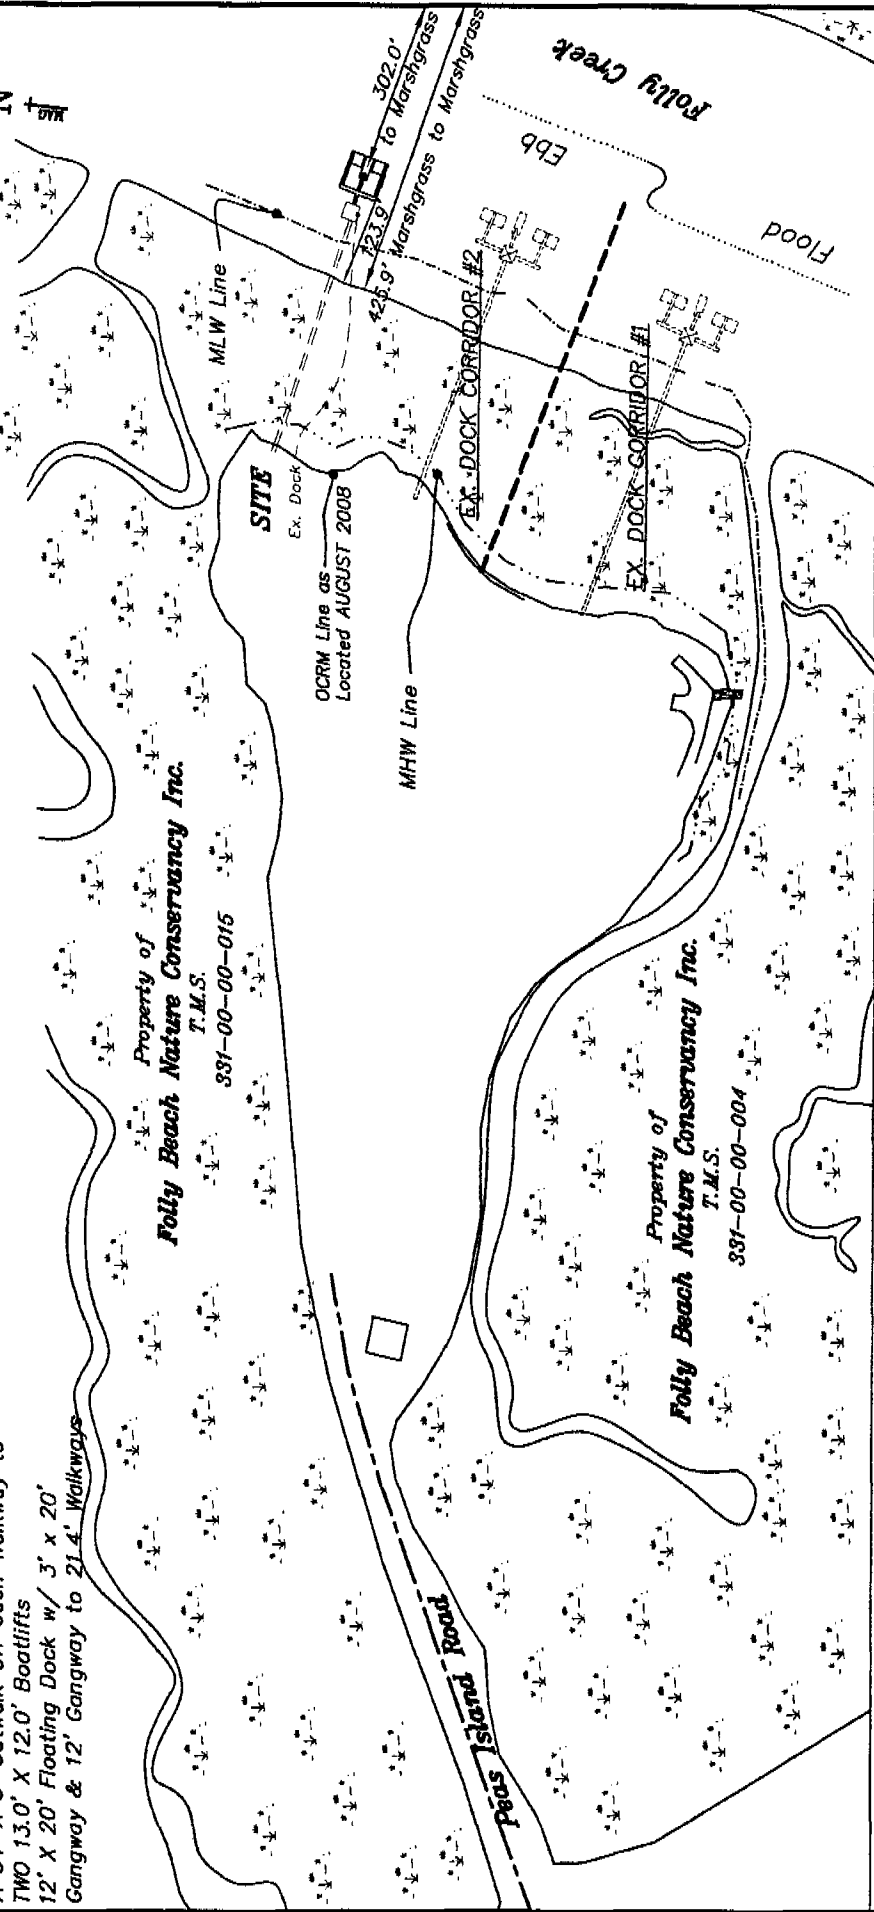 TWO 13.0' X 12.0' Boatlifts
12' X 20' Floating Dock w/ 3' x 20'
Gangway & 12' Gangway to 21.4' Walkways
N
MAG
302.0'
to Marshgrass
123.9'
425.9' Marshgrass to Marshgrass
Folly Creek
Ebb
Flood
MLW Line
SITE
Ex. Dock
OCRM Line as
Located AUGUST 2008
MHW Line
EX. DOCK CORRIDOR #2
EX. DOCK CORRIDOR #1
Property of
Folly Beach Nature Conservancy Inc.
T.M.S.
331-00-00-015
Property of
Folly Beach Nature Conservancy Inc.
T.M.S.
331-00-00-004
Peas Island Road